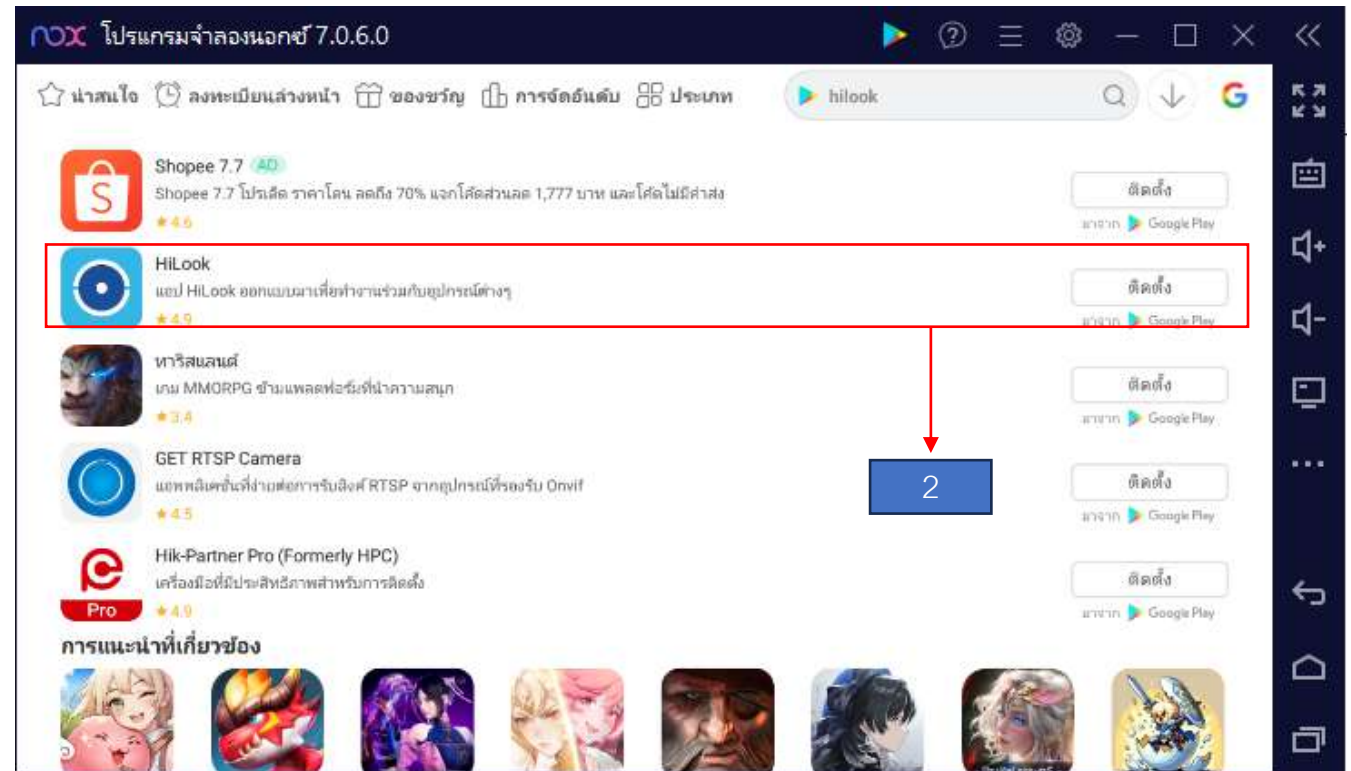 nox โปรแกรมจำลองนอกซ์ 7.0.6.0
น่าสนใจ ลงทะเบียนล่วงหน้า ของขวัญ การจัดอันดับ ประเภท hilook
Shopee 7.7 AD
Shopee 7.7 โปรเด็ด ราคาโดน ลดถึง 70% แจกโค้ดส่วนลด 1,777 บาท และโค้ดไม่มีค่าส่ง
ติดตั้ง
★4.6
มาจาก Google Play
HiLook
แอป HiLook ออกแบบมาเพื่อทำงานร่วมกับอุปกรณ์ต่างๆ
ติดตั้ง
★4.9
มาจาก Google Play
ทาริสแลนด์
เกม MMORPG ข้ามแพลตฟอร์มที่นำความสนุก
ติดตั้ง
★3.4
มาจาก Google Play
GET RTSP Camera
แอพพลิเคชั่นที่ง่ายต่อการรับลิงค์ RTSP จากอุปกรณ์ที่รองรับ Onvif
ติดตั้ง
★4.5
มาจาก Google Play
2
Hik-Partner Pro (Formerly HPC)
เครื่องมือที่มีประสิทธิภาพสำหรับการติดตั้ง
ติดตั้ง
Pro
★4.9
มาจาก Google Play
การแนะนำที่เกี่ยวข้อง